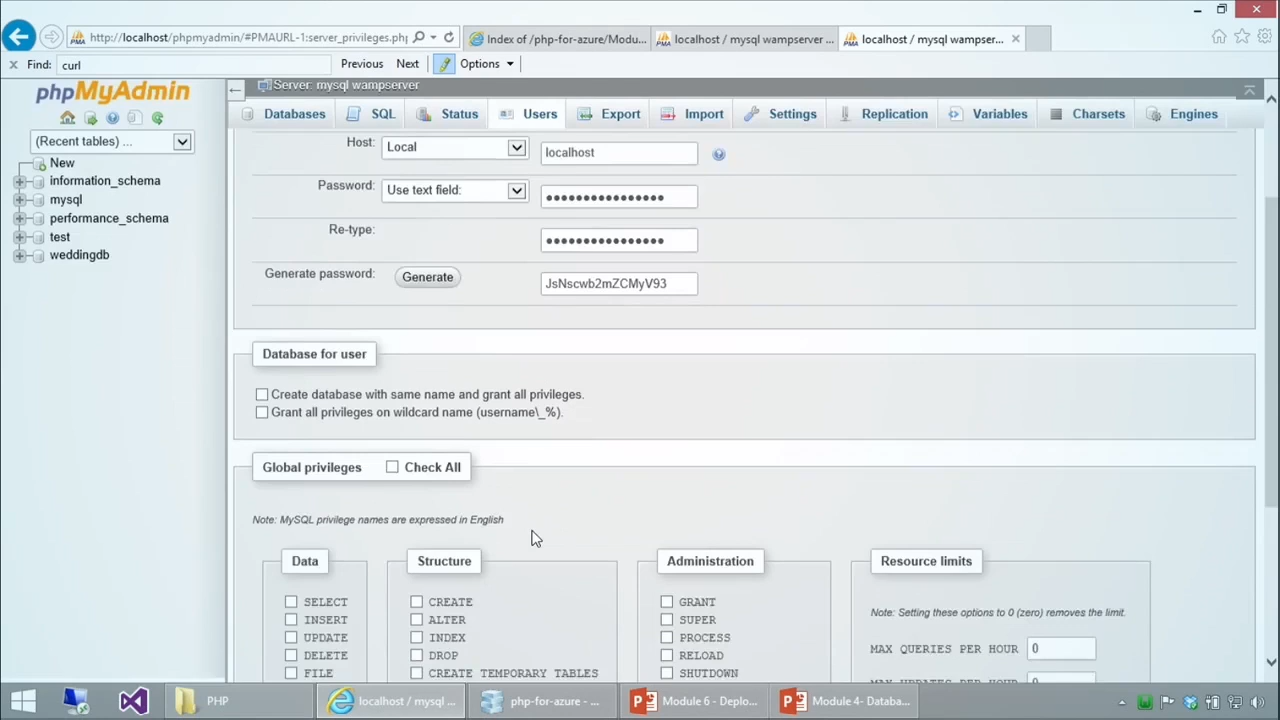 http://localhost/phpmyadmin/#PMAURL-1:server_privileges.php
Index of /php-for-azure/Modu...
localhost / mysql wampserver ...
localhost / mysql wampser...
Find: curl Previous Next Options
phpMyAdmin
(Recent tables) ...
New
information_schema
mysql
performance_schema
test
weddingdb
Server: mysql wampserver
Databases SQL Status Users Export Import Settings Replication Variables Charsets Engines
Host: Local localhost
Password: Use text field: ••••••••••••••••
Re-type: ••••••••••••••••
Generate password: Generate JsNscwb2mZCMyV93
Database for user
Create database with same name and grant all privileges.
Grant all privileges on wildcard name (username\_%).
Global privileges Check All
Note: MySQL privilege names are expressed in English
Data
SELECT
INSERT
UPDATE
DELETE
FILE
Structure
CREATE
ALTER
INDEX
DROP
CREATE TEMPORARY TABLES
Administration
GRANT
SUPER
PROCESS
RELOAD
SHUTDOWN
Resource limits
Note: Setting these options to 0 (zero) removes the limit.
MAX QUERIES PER HOUR 0
PHP
localhost / mysql ...
php-for-azure - ...
Module 6 - Deplo...
Module 4- Databa...